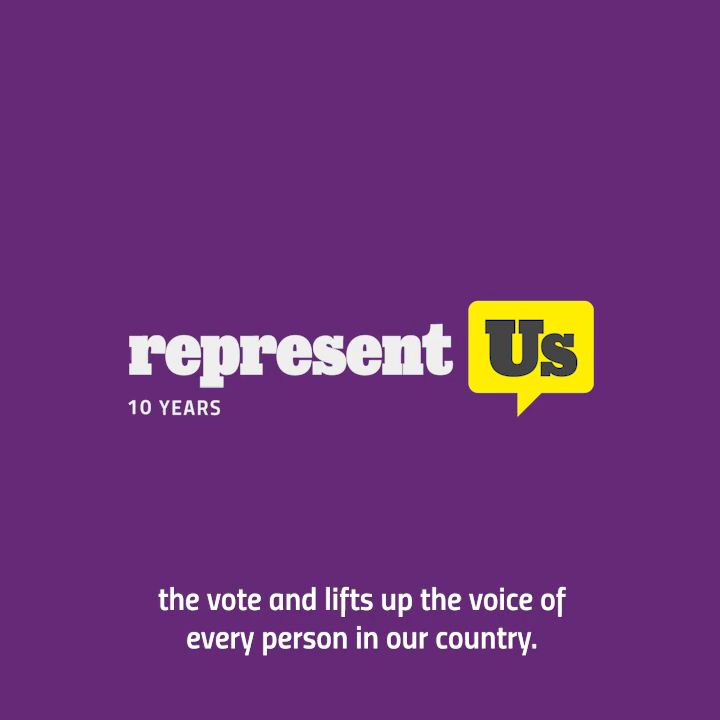 represent Us
10 YEARS
the vote and lifts up the voice of
every person in our country.